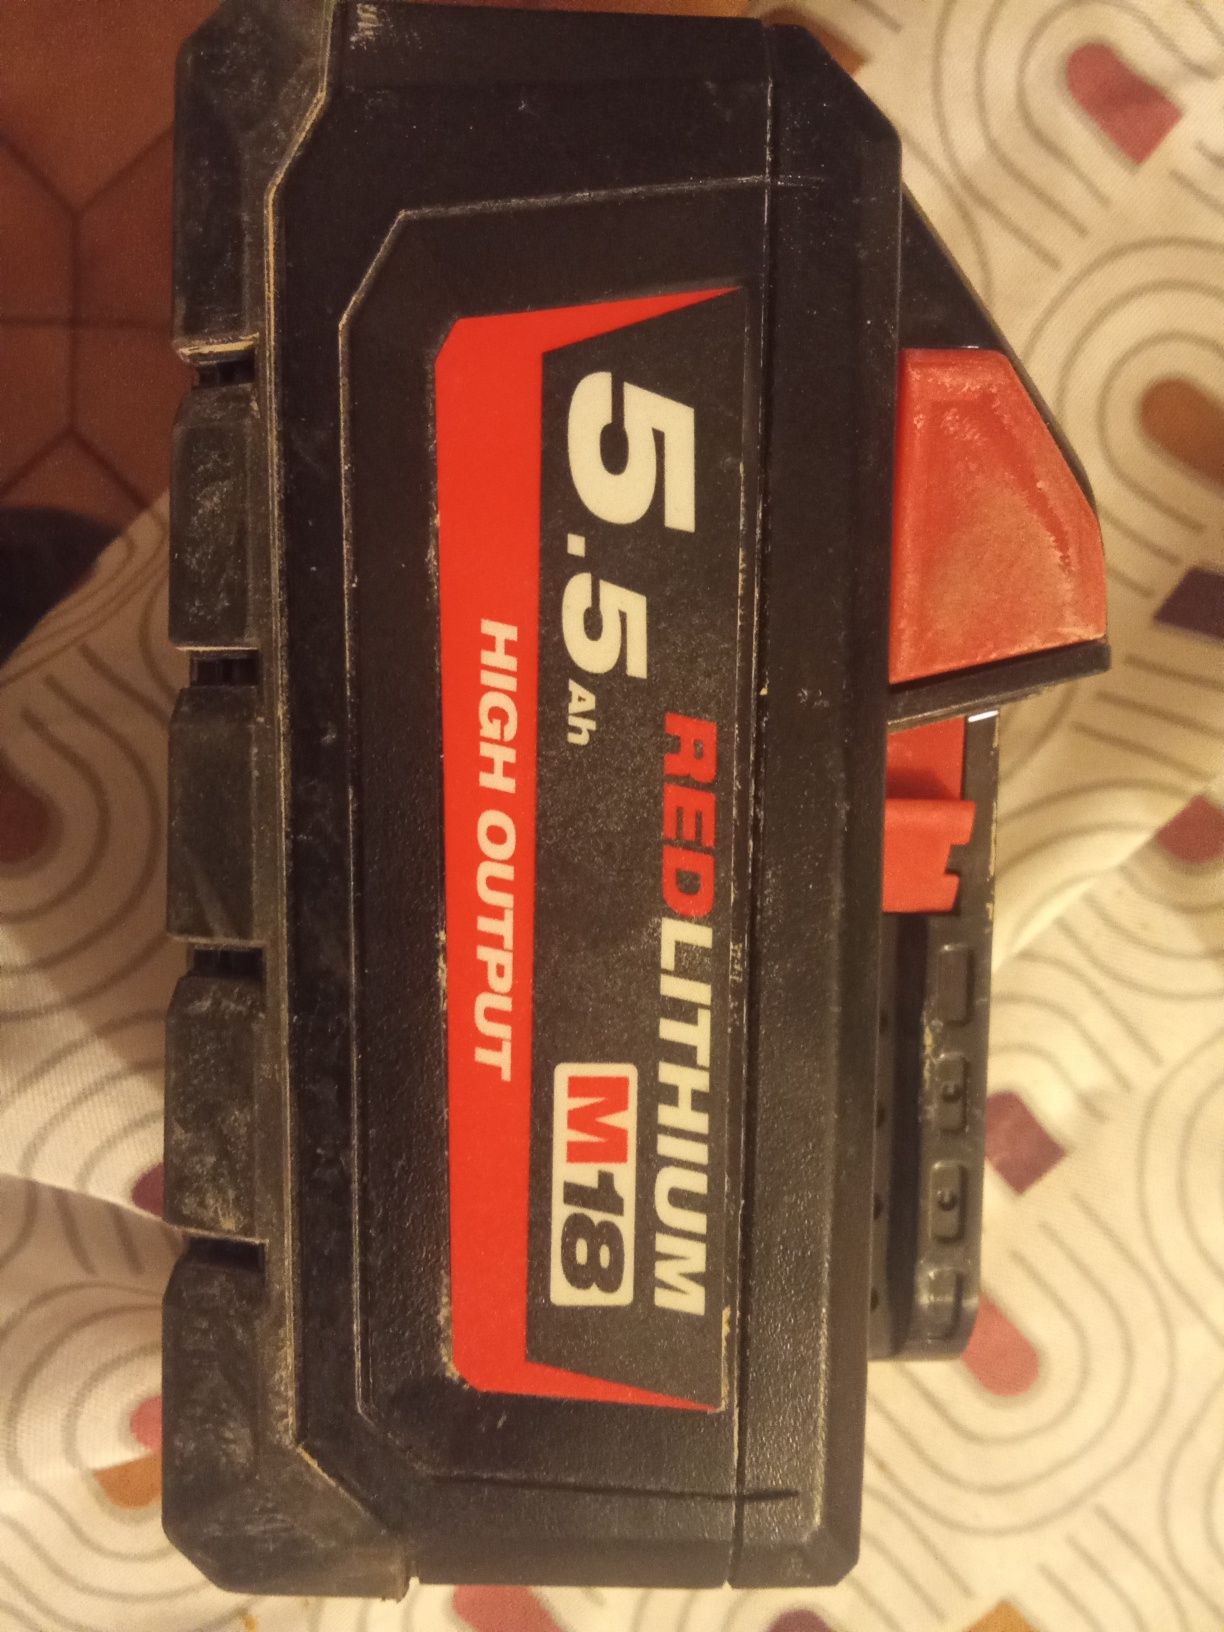 5.5Ah
REDLITHIUM
M18
HIGH OUTPUT